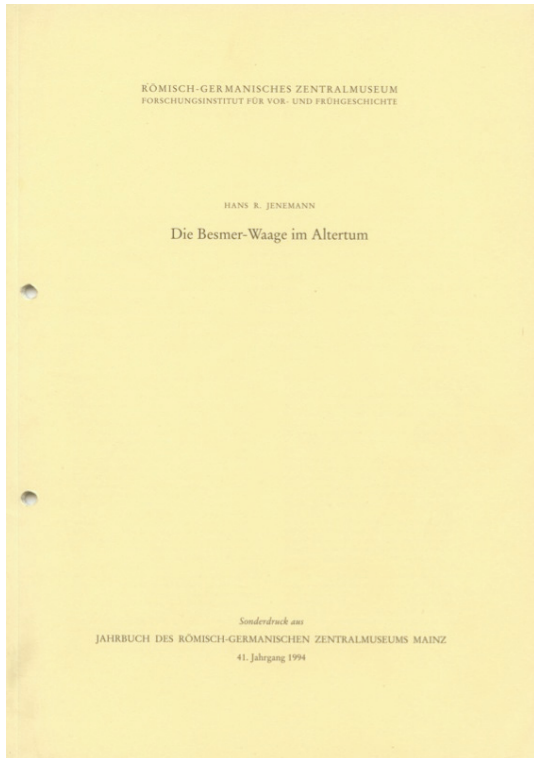 RÖMISCH-GERMANISCHES ZENTRALMUSEUM
FORSCHUNGSINSTITUT FÜR VOR- UND FRÜHGESCHICHTE
HANS R. JENEMANN
Die Besmer-Waage im Altertum
Sonderdruck aus
JAHRBUCH DES RÖMISCH-GERMANISCHEN ZENTRALMUSEUMS MAINZ
41. Jahrgang 1994